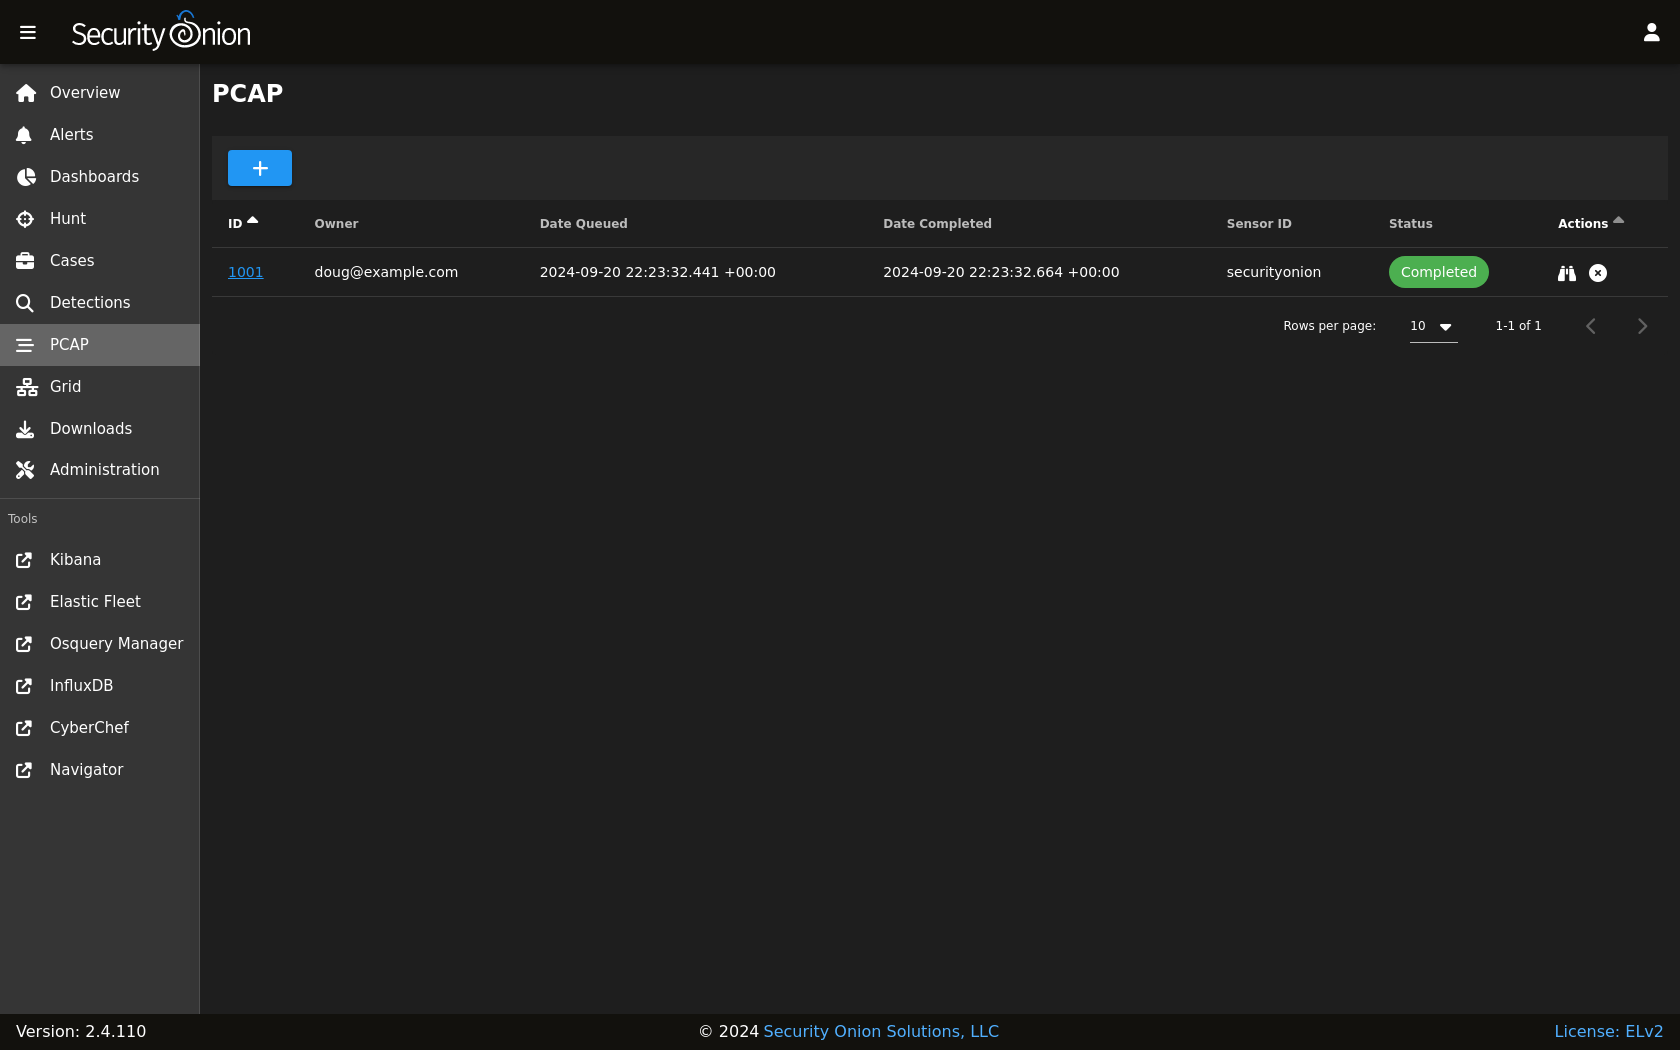 Security Onion
Overview
Alerts
Dashboards
Hunt
Cases
Detections
PCAP
Grid
Downloads
Administration
Tools
Kibana
Elastic Fleet
Osquery Manager
InfluxDB
CyberChef
Navigator
PCAP
+
ID Owner Date Queued Date Completed Sensor ID Status Actions
1001 doug@example.com 2024-09-20 22:23:32.441 +00:00 2024-09-20 22:23:32.664 +00:00 securityonion Completed
Rows per page: 10 1-1 of 1
Version: 2.4.110 © 2024 Security Onion Solutions, LLC License: ELv2